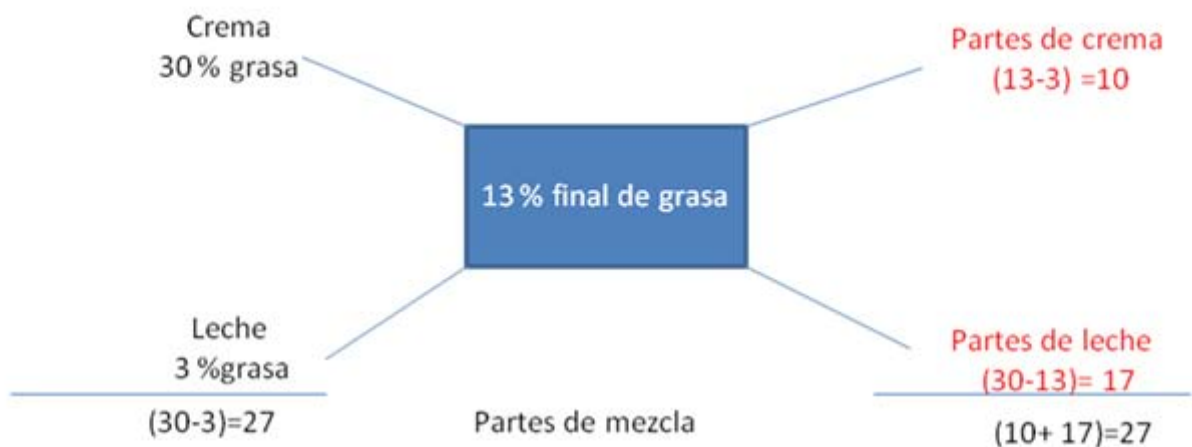 Crema
30% grasa
Partes de crema
(13-3) =10
13% final de grasa
Leche
3 %grasa
Partes de leche
(30-13)= 17
(30-3)=27
Partes de mezcla
(10+ 17)=27